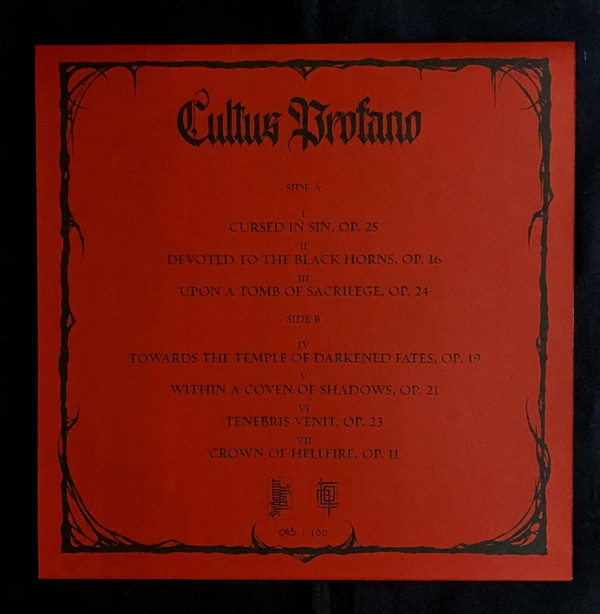 Cultus Profano
· SIDE A ·
I
CURSED IN SIN, OP. 25
II
DEVOTED TO THE BLACK HORNS, OP. 16
III
UPON A TOMB OF SACRILEGE, OP. 24
· SIDE B ·
IV
TOWARDS THE TEMPLE OF DARKENED FATES, OP. 19
V
WITHIN A COVEN OF SHADOWS, OP. 21
VI
TENEBRIS VENIT, OP. 23
VII
CROWN OF HELLFIRE, OP. 11
043 | 100